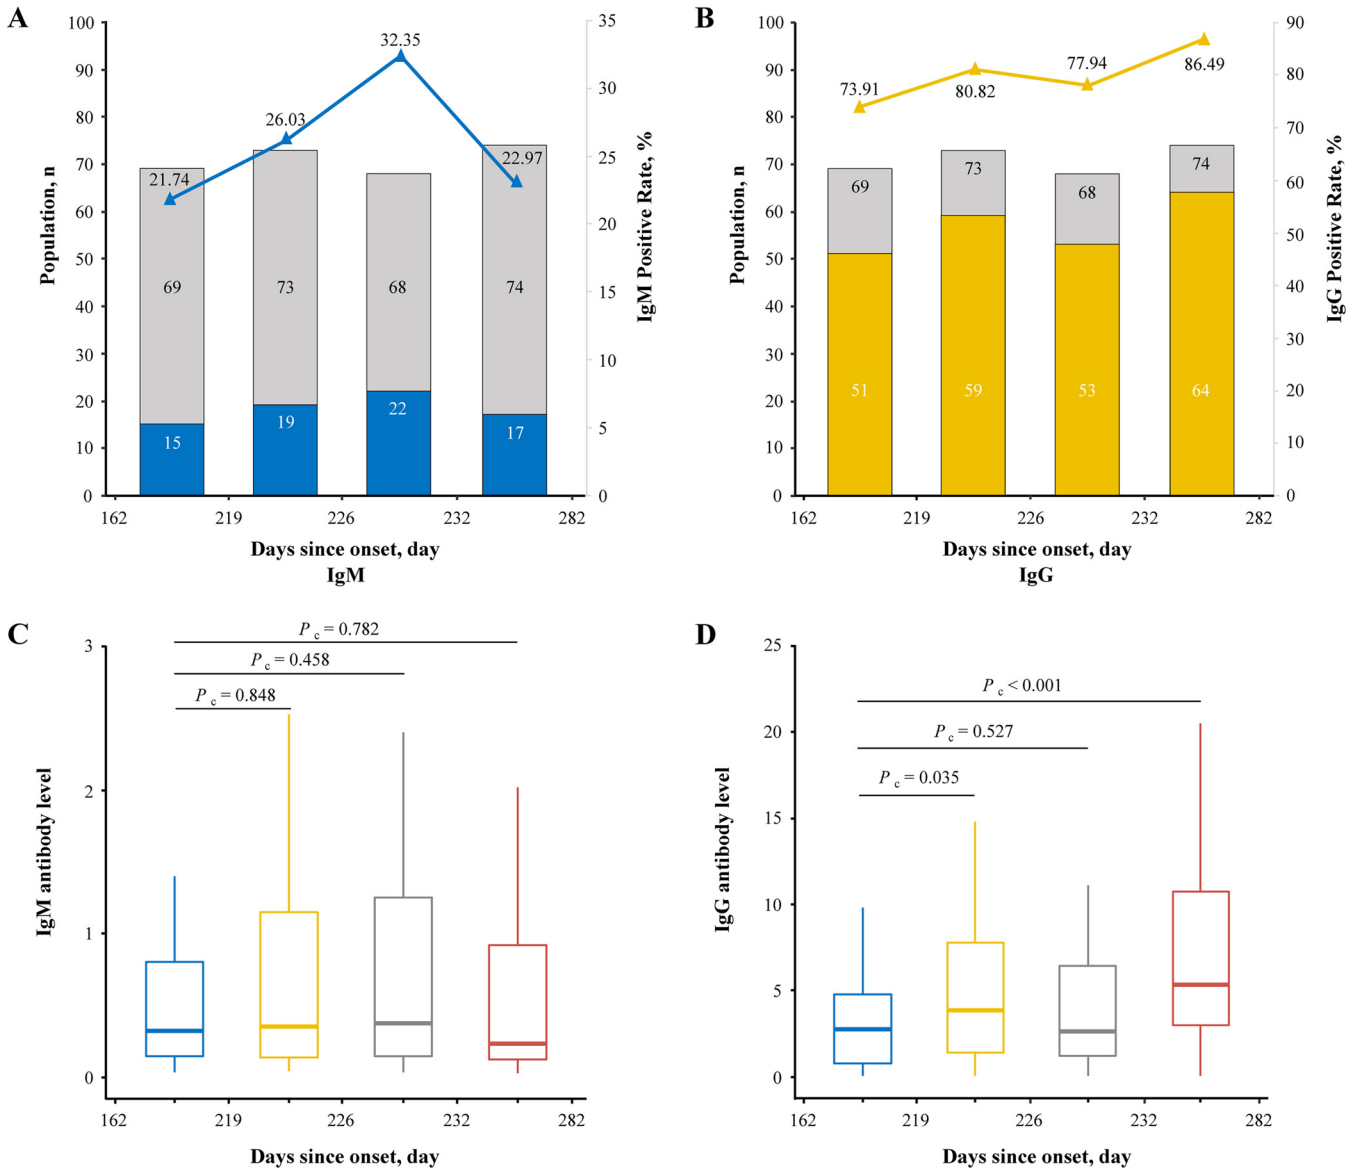 A
100
90
80
70
60
50
40
30
20
10
0
Population, n
35
30
25
20
15
10
5
0
IgM Positive Rate, %
21.74
26.03
32.35
22.97
69
73
68
74
15
19
22
17
162 219 226 232 282
Days since onset, day
IgM
B
100
90
80
70
60
50
40
30
20
10
0
Population, n
90
80
70
60
50
40
30
20
10
0
IgG Positive Rate, %
73.91
80.82
77.94
86.49
69
73
68
74
51
59
53
64
162 219 226 232 282
Days since onset, day
IgG
C
3
2
1
0
IgM antibody level
P c = 0.782
P c = 0.458
P c = 0.848
162 219 226 232 282
Days since onset, day
D
25
20
15
10
5
0
IgG antibody level
P c < 0.001
P c = 0.527
P c = 0.035
162 219 226 232 282
Days since onset, day